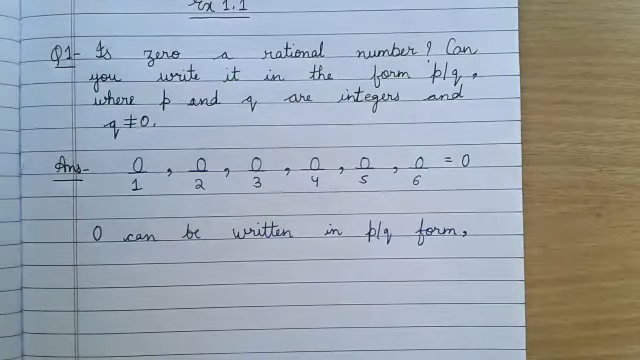 Ex 1.1
Q1- Is zero a rational number? Can
you write it in the form p/q,
where p and q are integers and
q ≠ 0.
Ans- 0/1 , 0/2 , 0/3 , 0/4 , 0/5 , 0/6 = 0
0 can be written in p/q form,